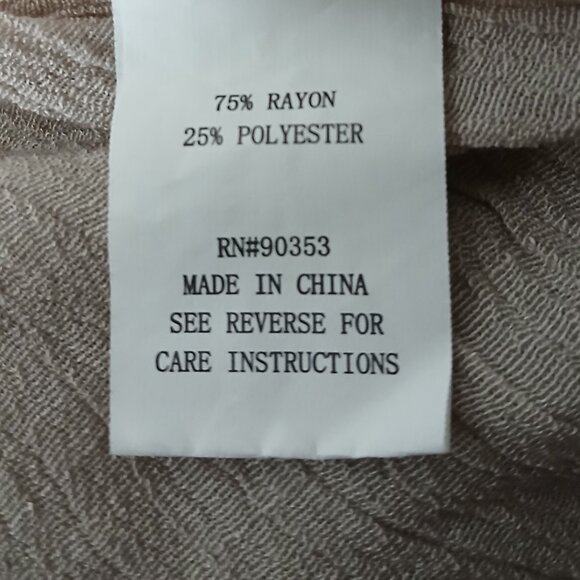 75% RAYON
25% POLYESTER
RN#90353
MADE IN CHINA
SEE REVERSE FOR
CARE INSTRUCTIONS